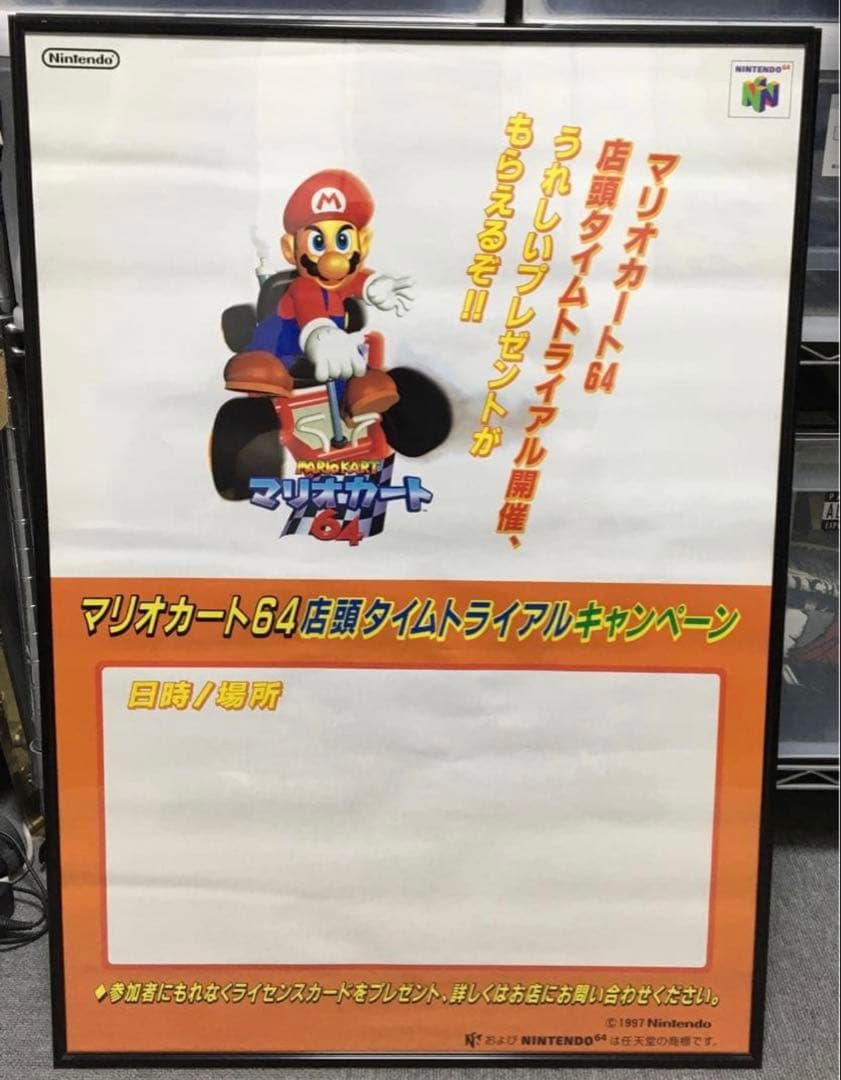 Nintendo
NINTENDO 64
マリオカート64
店頭タイムトライアル開催、
うれしいプレゼントが
もらえるぞ!!
M
MARIO KART
マリオカート
64
TM
マリオカート64店頭タイムトライアルキャンペーン
日時/場所
◆参加者にもれなくライセンスカードをプレゼント、詳しくはお店にお問い合わせください。
©1997 Nintendo
および NINTENDO64 は任天堂の商標です。